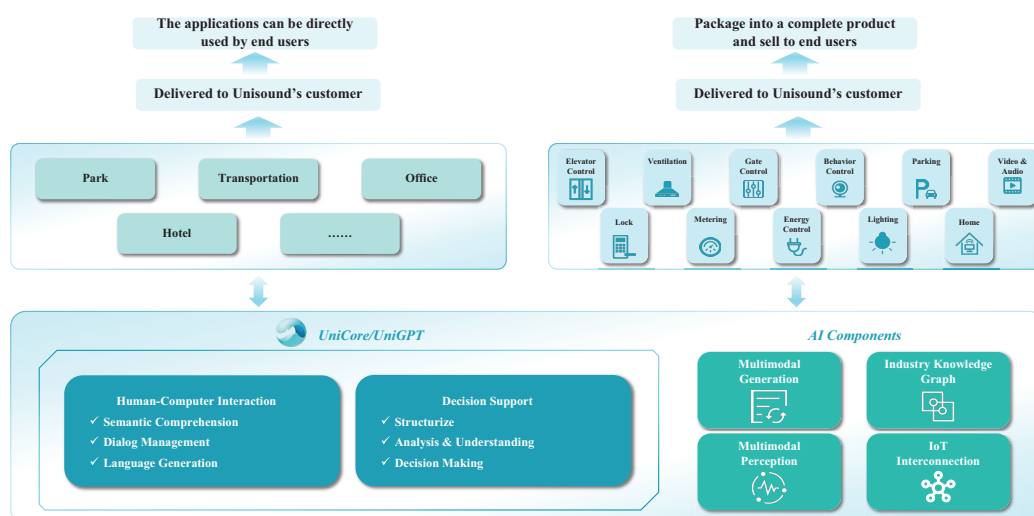 The applications can be directly
used by end users
Package into a complete product
and sell to end users
Delivered to Unisound's customer
Delivered to Unisound's customer
Park
Transportation
Office
Hotel
......
Elevator
Control
Ventilation
Gate
Control
Behavior
Control
Parking
Video &
Audio
Lock
Metering
Energy
Control
Lighting
Home
UniCore/UniGPT
AI Components
Human-Computer Interaction
✓ Semantic Comprehension
✓ Dialog Management
✓ Language Generation
Decision Support
✓ Structurize
✓ Analysis & Understanding
✓ Decision Making
Multimodal
Generation
Industry Knowledge
Graph
Multimodal
Perception
IoT
Interconnection